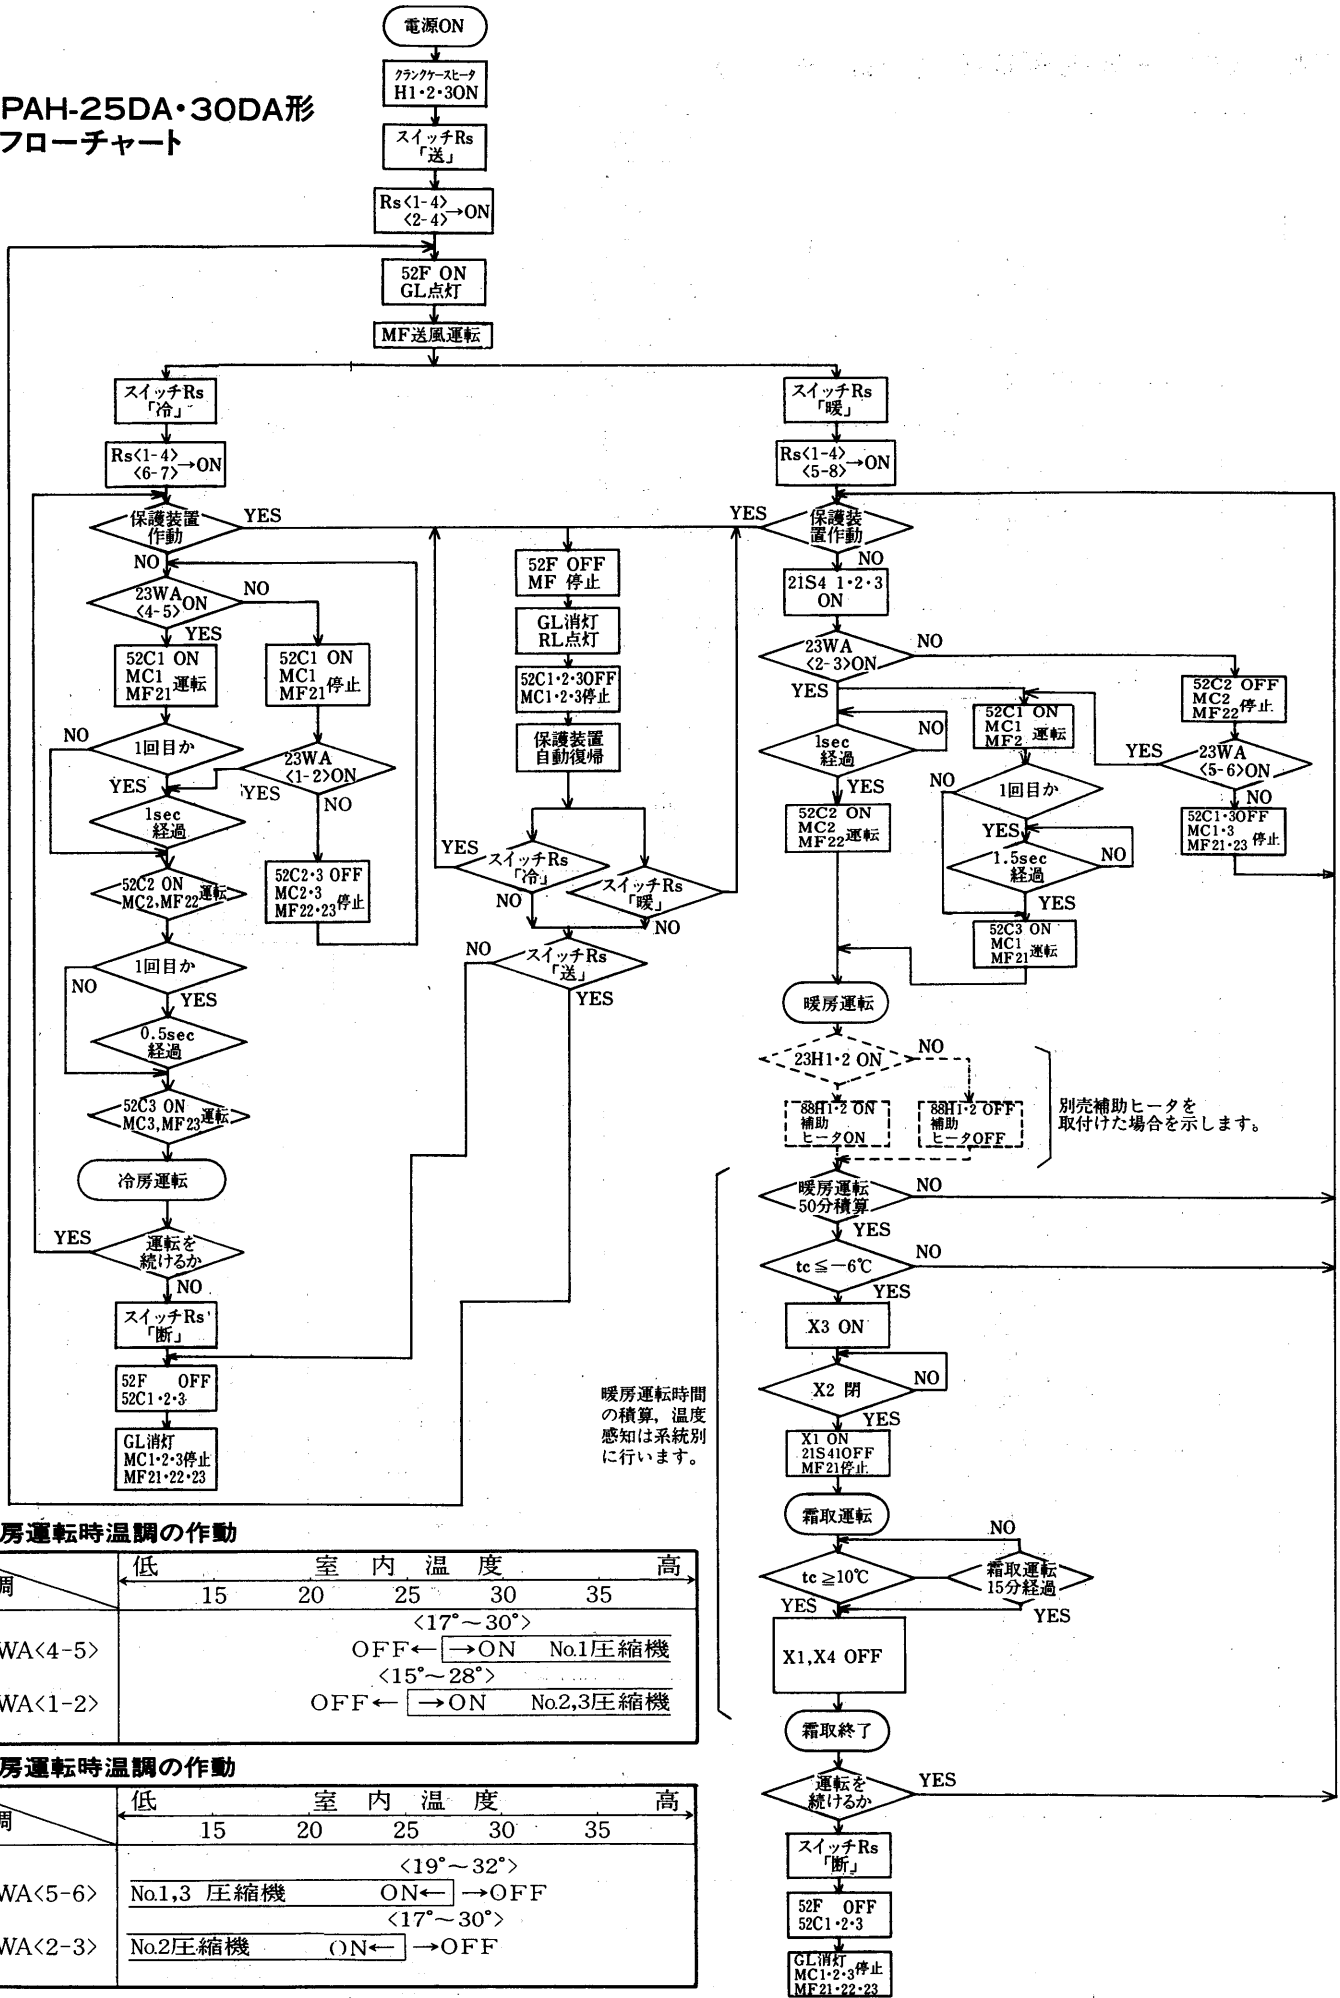 PAH-25DA・30DA形
フローチャート
電源ON
クランクケースヒータ
H1・2・3ON
スイッチRs
「送」
Rs<1-4>
<2-4>→ON
52F ON
GL点灯
MF送風運転
スイッチRs
「冷」
Rs<1-4>
<6-7>→ON
保護装置
作動
YES
NO
23WA
<4-5>ON
NO
YES
52C1 ON
MC1
MF21 運転
52C1 ON
MC1
MF21 停止
1回目か
NO
YES
23WA
<1-2>ON
YES
NO
1sec
経過
52C2 ON
MC2,MF22 運転
52C2・3 OFF
MC2・3
MF22・23 停止
1回目か
NO
YES
0.5sec
経過
52C3 ON
MC3,MF23 運転
冷房運転
YES
運転を
続けるか
NO
スイッチRs
「断」
52F OFF
52C1・2・3
GL消灯
MC1・2・3停止
MF21・22・23
52F OFF
MF 停止
GL消灯
RL点灯
52C1・2・3OFF
MC1・2・3停止
保護装置
自動復帰
YES
スイッチRs
「冷」
NO
スイッチRs
「暖」
NO
NO
スイッチRs
「送」
YES
スイッチRs
「暖」
Rs<1-4>
<5-8>→ON
YES
保護装
置作動
NO
21S4 1・2・3
ON
23WA
<2-3>ON
NO
YES
1sec
経過
NO
YES
52C2 ON
MC2
MF22 運転
52C1 ON
MC1
MF2 運転
NO
1回目か
YES
1.5sec
経過
NO
YES
52C3 ON
MC1
MF21 運転
52C2 OFF
MC2
MF22 停止
YES
23WA
<5-6>ON
NO
52C1・3OFF
MC1・3
MF21・23 停止
暖房運転
23H1・2 ON
NO
88H1・2 ON
補助
ヒータON
88H1・2 OFF
補助
ヒータOFF
別売補助ヒータを
取付けた場合を示します。
暖房運転
50分積算
NO
YES
tc≦−6℃
NO
YES
X3 ON
X2 閉
NO
YES
X1 ON
21S41OFF
MF21停止
暖房運転時間
の積算, 温度
感知は系統別
に行います。
霜取運転
NO
tc≧10℃
霜取運転
15分経過
YES
YES
X1,X4 OFF
霜取終了
運転を
続けるか
YES
スイッチRs
「断」
52F OFF
52C1・2・3
GL消灯
MC1・2・3停止
MF21・22・23
房運転時温調の作動
調
低 室内温度 高
15 20 25 30 35
WA<4-5>
<17°～30°>
OFF← →ON No.1圧縮機
WA<1-2>
<15°～28°>
OFF← →ON No.2,3圧縮機
房運転時温調の作動
調
低 室内温度 高
15 20 25 30 35
WA<5-6>
<19°～32°>
No.1,3 圧縮機 ON← →OFF
WA<2-3>
<17°～30°>
No.2圧縮機 ON← →OFF